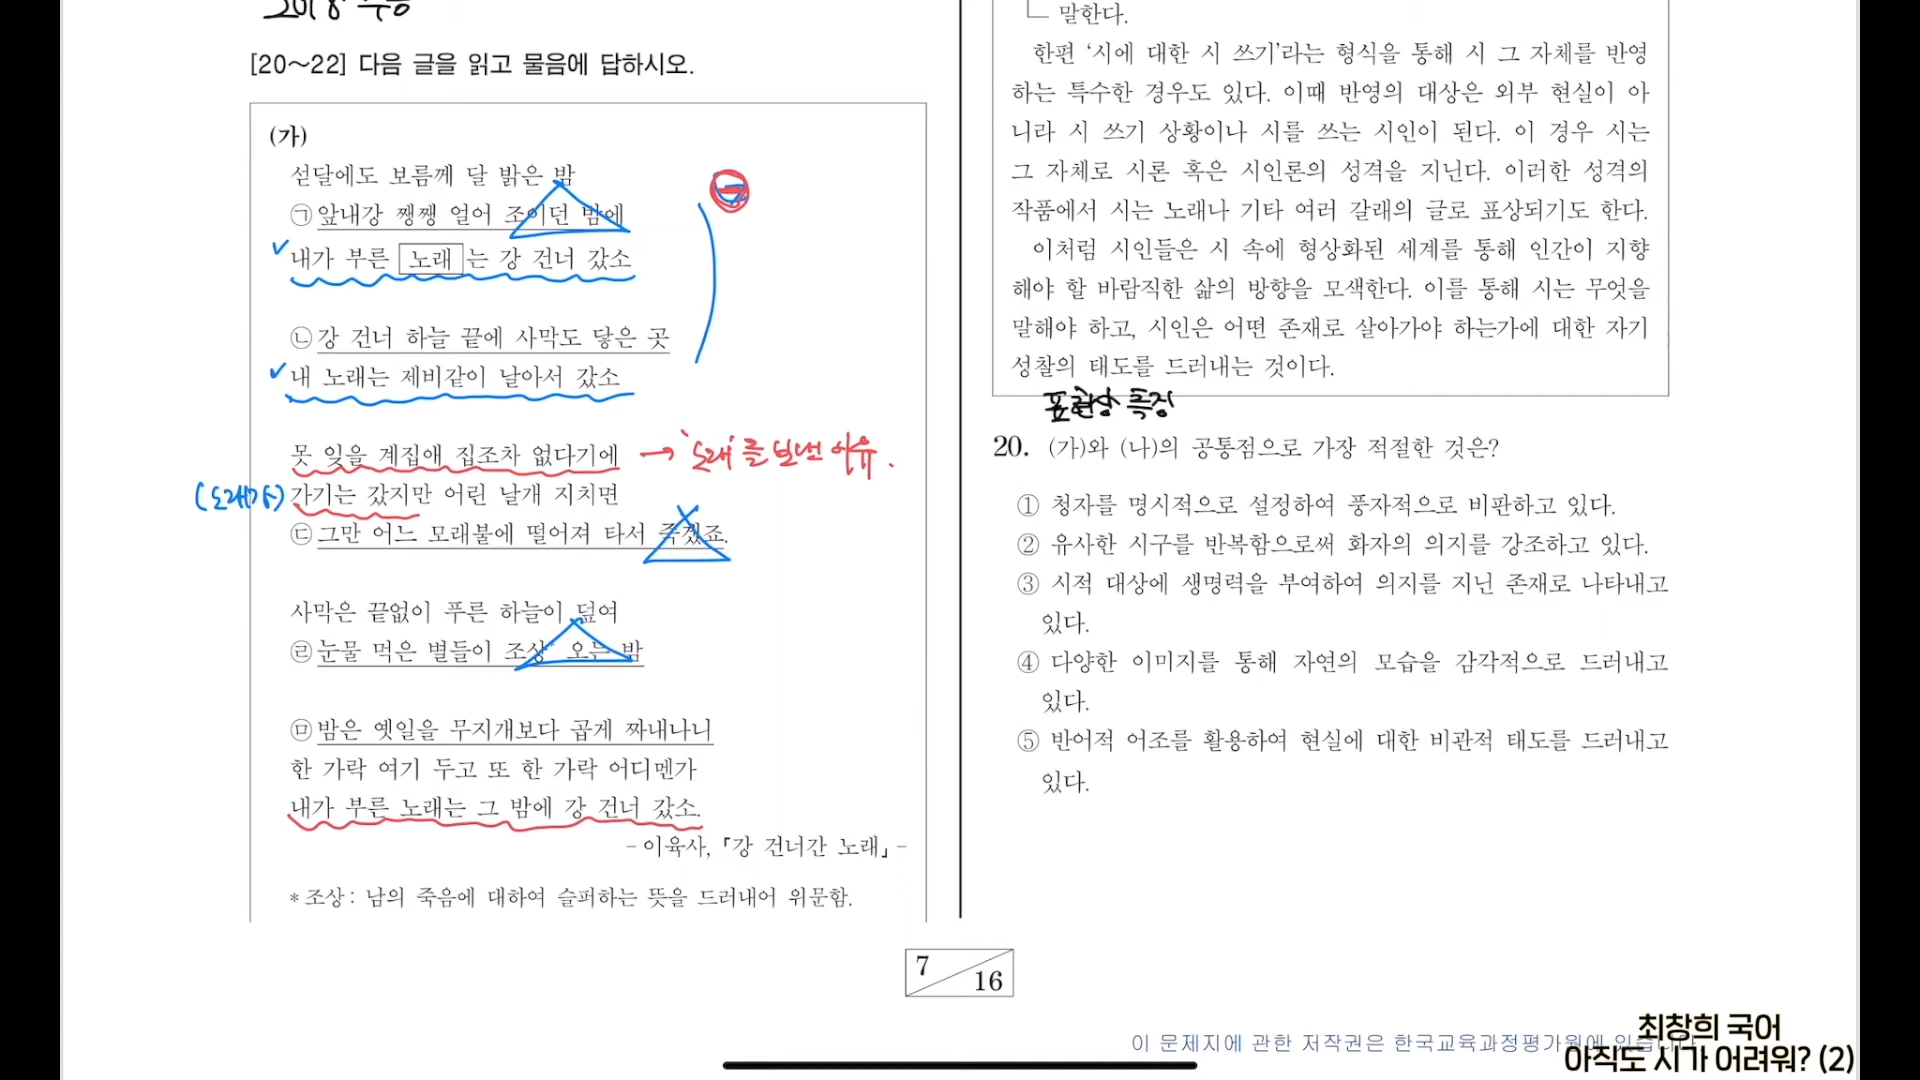 2018 수능
[20～22] 다음 글을 읽고 물음에 답하시오.
(가)
섣달에도 보름께 달 밝은 밤
㉠ 앞내강 쨍쨍 얼어 조이던 밤에
내가 부른 노래는 강 건너 갔소
㉡ 강 건너 하늘 끝에 사막도 닿은 곳
내 노래는 제비같이 날아서 갔소
못 잊을 계집애 집조차 없다기에 → '노래'를 보낸 이유.
(노래가) 가기는 갔지만 어린 날개 지치면
㉢ 그만 어느 모래불에 떨어져 타서 죽겠죠.
사막은 끝없이 푸른 하늘이 덮여
㉣ 눈물 먹은 별들이 조상* 오는 밤
㉤ 밤은 옛일을 무지개보다 곱게 짜내나니
한 가락 여기 두고 또 한 가락 어디멘가
내가 부른 노래는 그 밤에 강 건너 갔소.
- 이육사, 「강 건너간 노래」 -
* 조상 : 남의 죽음에 대하여 슬퍼하는 뜻을 드러내어 위문함.
말한다.
한편 ‘시에 대한 시 쓰기’라는 형식을 통해 시 그 자체를 반영
하는 특수한 경우도 있다. 이때 반영의 대상은 외부 현실이 아
니라 시 쓰기 상황이나 시를 쓰는 시인이 된다. 이 경우 시는
그 자체로 시론 혹은 시인론의 성격을 지닌다. 이러한 성격의
작품에서 시는 노래나 기타 여러 갈래의 글로 표상되기도 한다.
이처럼 시인들은 시 속에 형상화된 세계를 통해 인간이 지향
해야 할 바람직한 삶의 방향을 모색한다. 이를 통해 시는 무엇을
말해야 하고, 시인은 어떤 존재로 살아가야 하는가에 대한 자기
성찰의 태도를 드러내는 것이다.
표현상 특징
20. (가)와 (나)의 공통점으로 가장 적절한 것은?
① 청자를 명시적으로 설정하여 풍자적으로 비판하고 있다.
② 유사한 시구를 반복함으로써 화자의 의지를 강조하고 있다.
③ 시적 대상에 생명력을 부여하여 의지를 지닌 존재로 나타내고
있다.
④ 다양한 이미지를 통해 자연의 모습을 감각적으로 드러내고
있다.
⑤ 반어적 어조를 활용하여 현실에 대한 비관적 태도를 드러내고
있다.
7
16
이 문제지에 관한 저작권은 한국교육과정평가원에 있습니다
최창희 국어
아직도 시가 어려워? (2)